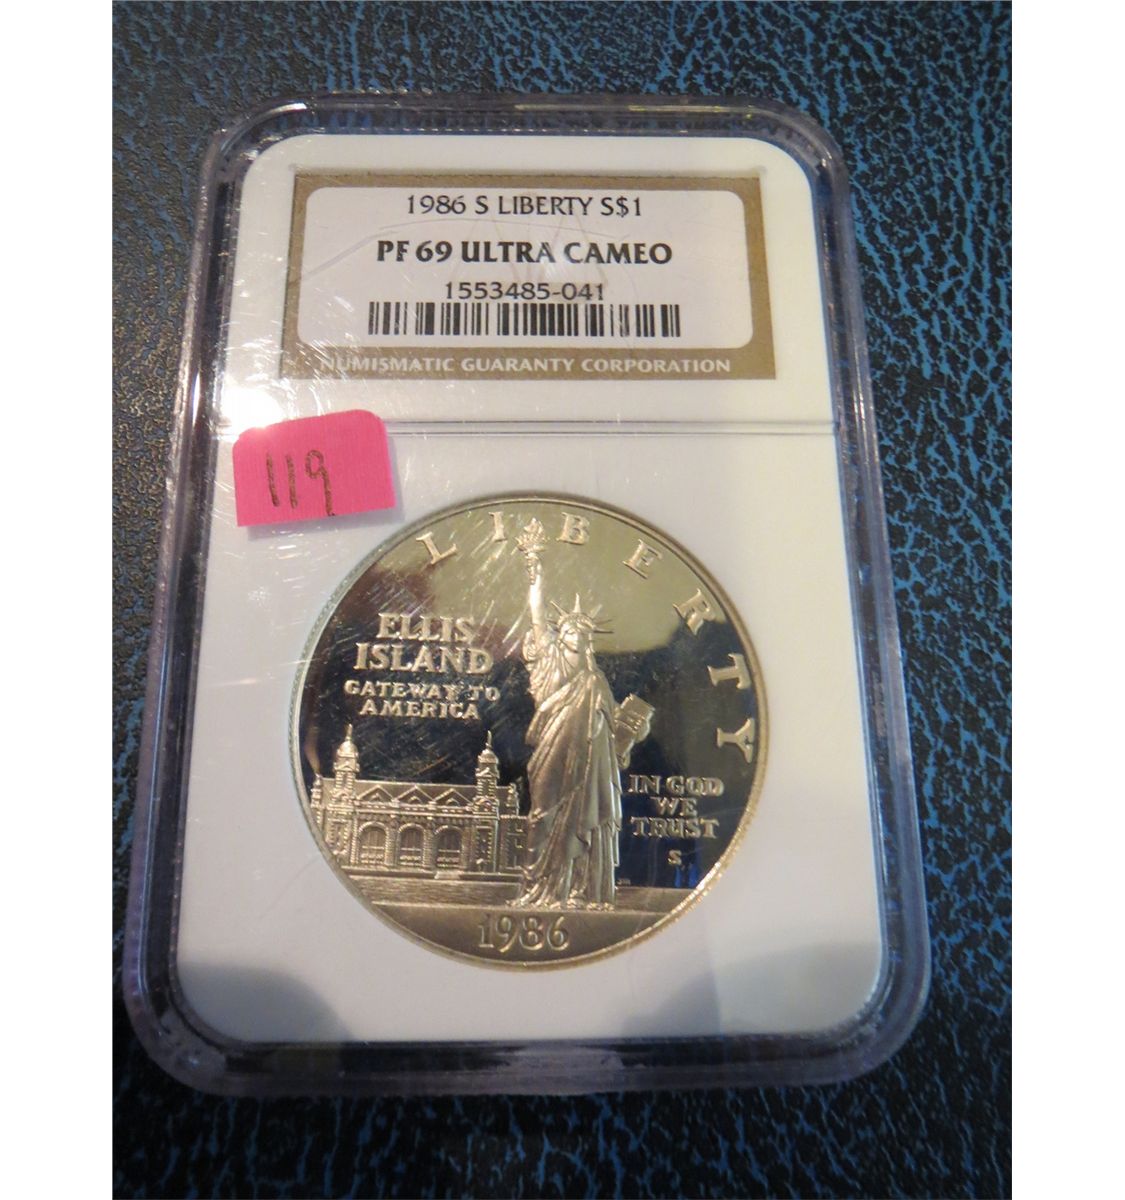 1986 S LIBERTY S$1
PF 69 ULTRA CAMEO
1553485-041
NUMISMATIC GUARANTY CORPORATION
119
LIBERTY
ELLIS
ISLAND
GATEWAY TO
AMERICA
IN GOD
WE
TRUST
S
1986